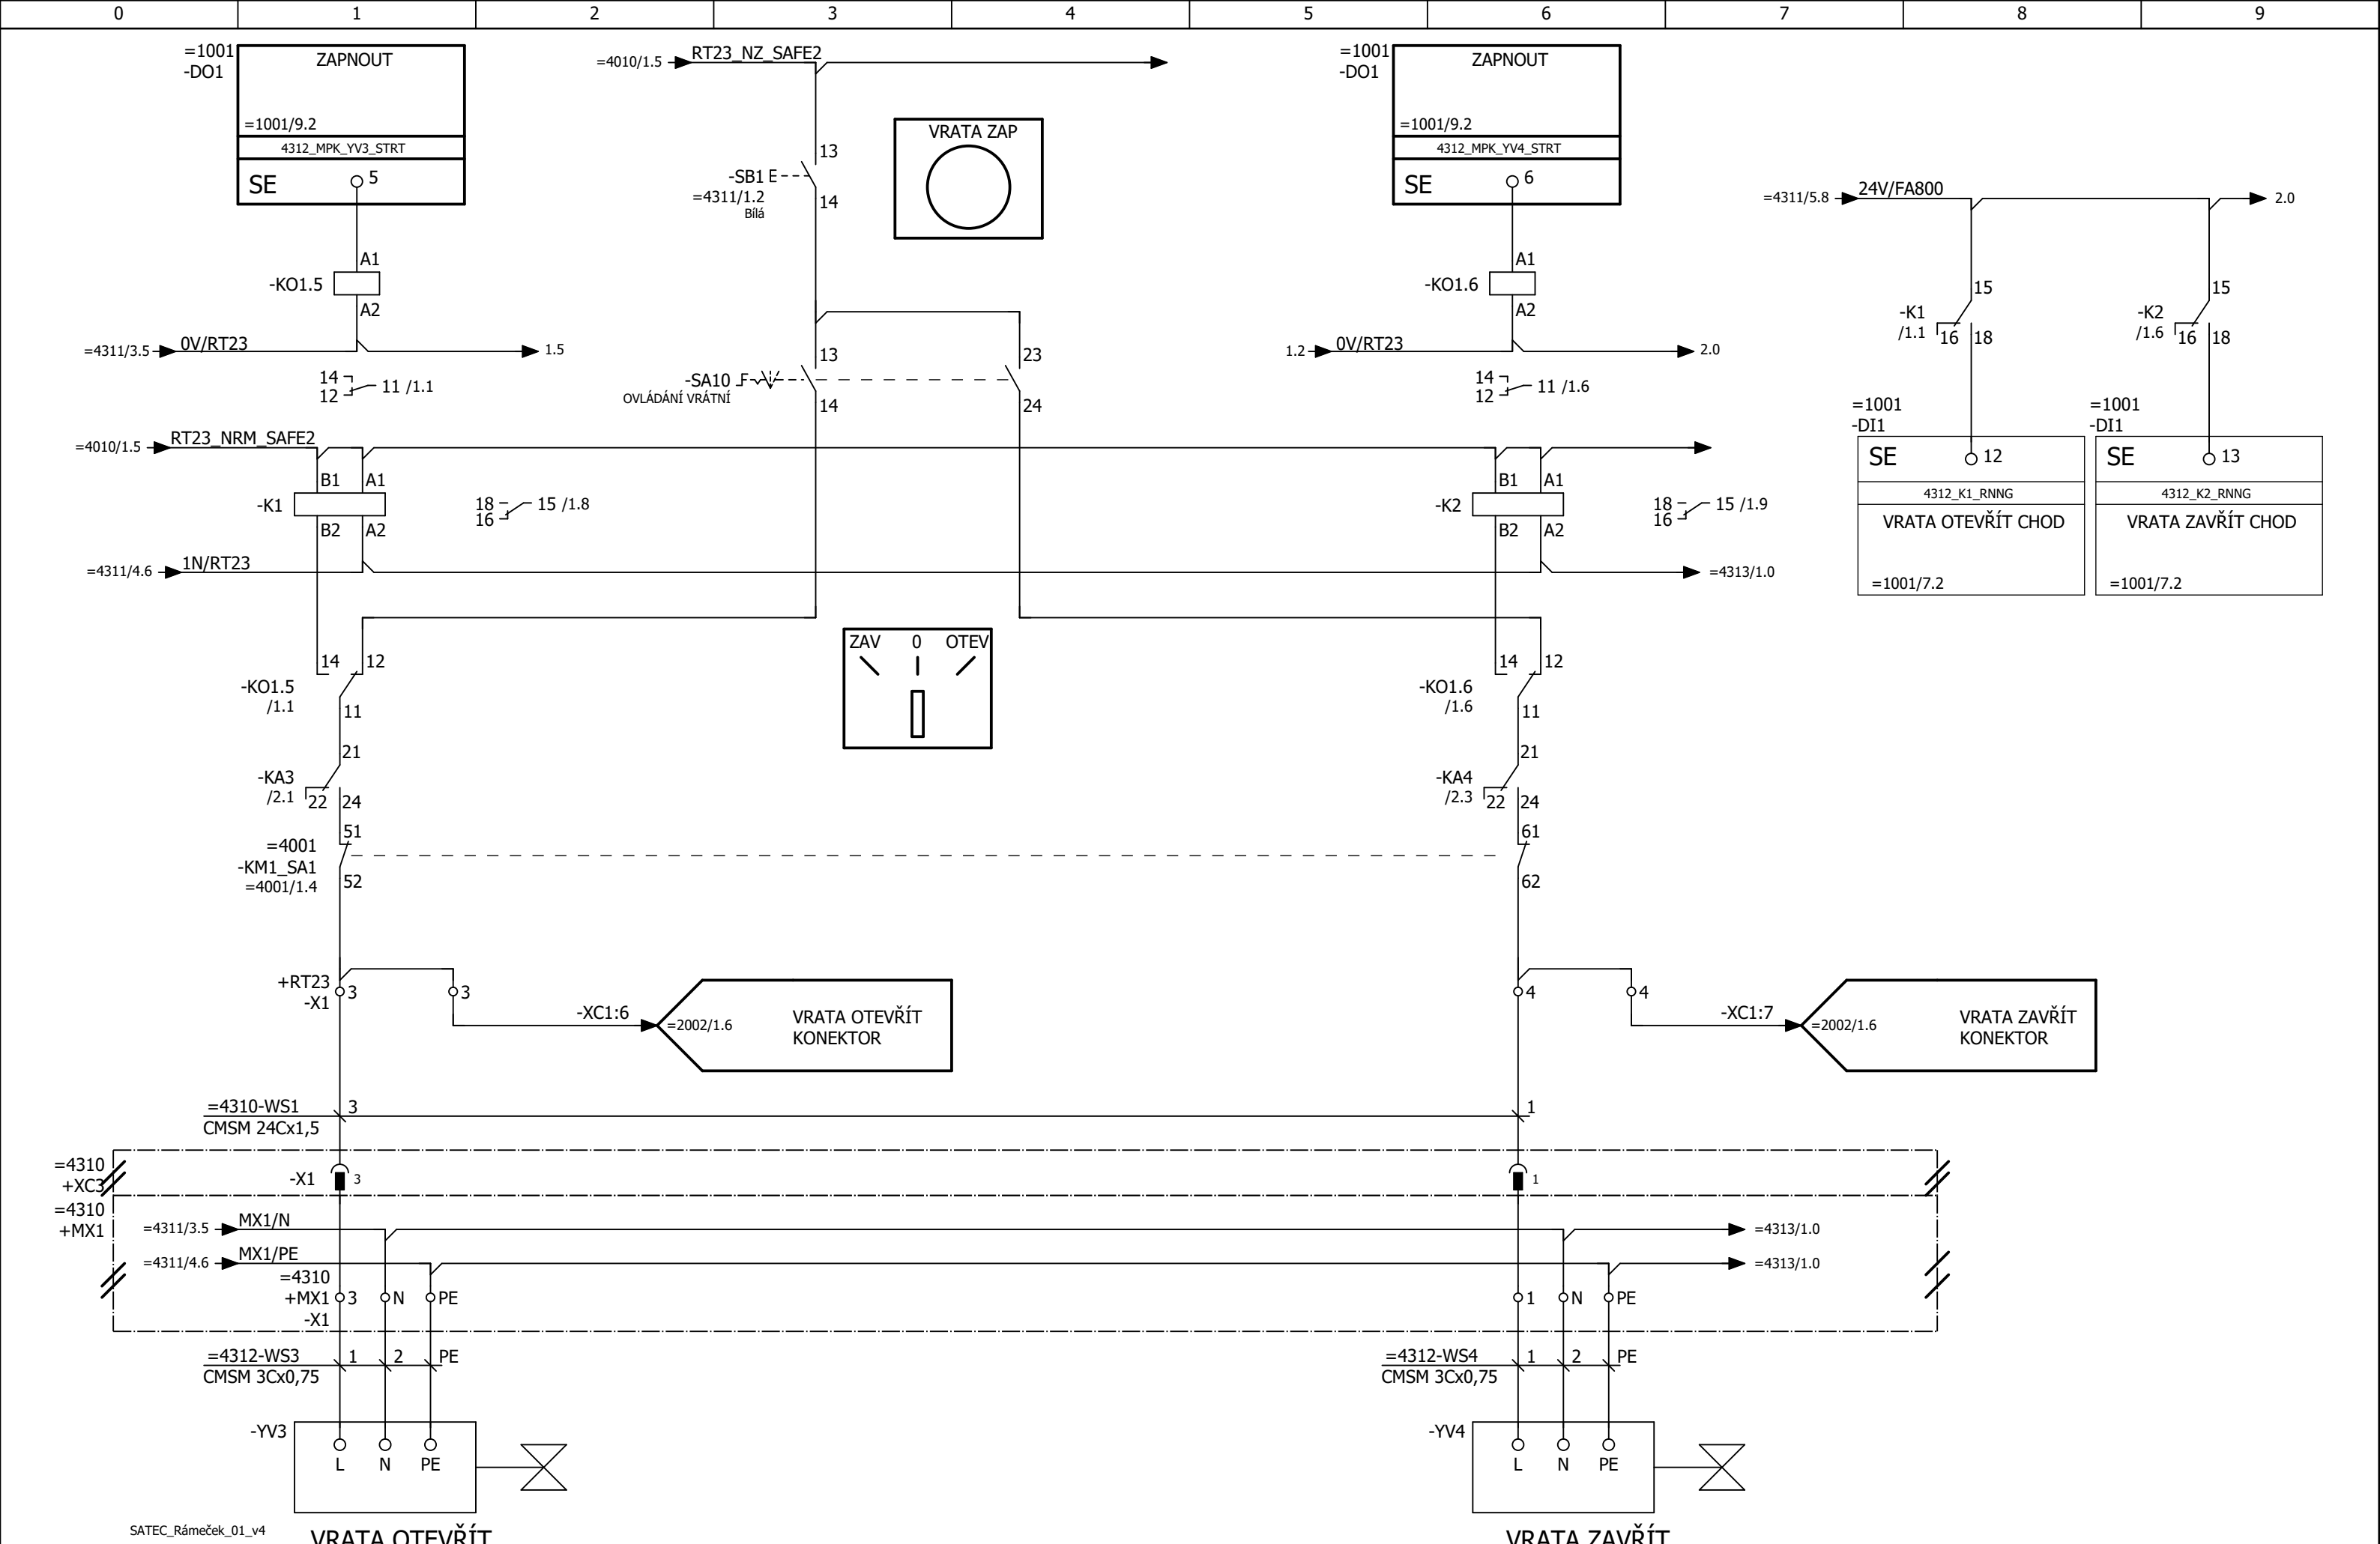 0 1 2 3 4 5 6 7 8 9
=1001
-DO1
ZAPNOUT
=1001/9.2
4312_MPK_YV3_STRT
SE 5
A1
-KO1.5
A2
=4311/3.5 0V/RT23 1.5
14
12 11 /1.1
=4010/1.5 RT23_NZ_SAFE2
13
-SB1
=4311/1.2
Bílá
14
VRATA ZAP
13 23
-SA10
OVLÁDÁNÍ VRÁTNÍ
14 24
=1001
-DO1
ZAPNOUT
=1001/9.2
4312_MPK_YV4_STRT
SE 6
A1
-KO1.6
A2
1.2 0V/RT23 2.0
14
12 11 /1.6
=4311/5.8 24V/FA800 2.0
15 15
-K1
/1.1
16 18
-K2
/1.6
16 18
=1001
-DI1
SE 12
4312_K1_RNNG
VRATA OTEVŘÍT CHOD
=1001/7.2
=1001
-DI1
SE 13
4312_K2_RNNG
VRATA ZAVŘÍT CHOD
=1001/7.2
=4010/1.5 RT23_NRM_SAFE2
B1 A1
-K1
B2 A2
18
16 15 /1.8
B1 A1
-K2
B2 A2
18
16 15 /1.9
=4311/4.6 1N/RT23 =4313/1.0
ZAV 0 OTEV
14 12
-KO1.5
/1.1
11
21
-KA3
/2.1
22 24
51
=4001
-KM1_SA1
=4001/1.4
52
14 12
-KO1.6
/1.6
11
21
-KA4
/2.3
22 24
61
62
+RT23
-X1
3 3
-XC1:6
=2002/1.6
VRATA OTEVŘÍT
KONEKTOR
4 4
-XC1:7
=2002/1.6
VRATA ZAVŘÍT
KONEKTOR
=4310-WS1 3 1
CMSM 24Cx1,5
=4310
+XC3
-X1 3 1
=4310
+MX1
=4311/3.5 MX1/N =4313/1.0
=4311/4.6 MX1/PE =4313/1.0
=4310
+MX1
-X1
3 N PE
1 N PE
=4312-WS3 1 2 PE
CMSM 3Cx0,75
=4312-WS4 1 2 PE
CMSM 3Cx0,75
-YV3
L N PE
-YV4
L N PE
SATEC_Rámeček_01_v4
VRATA OTEVŘÍT
VRATA ZAVŘÍT